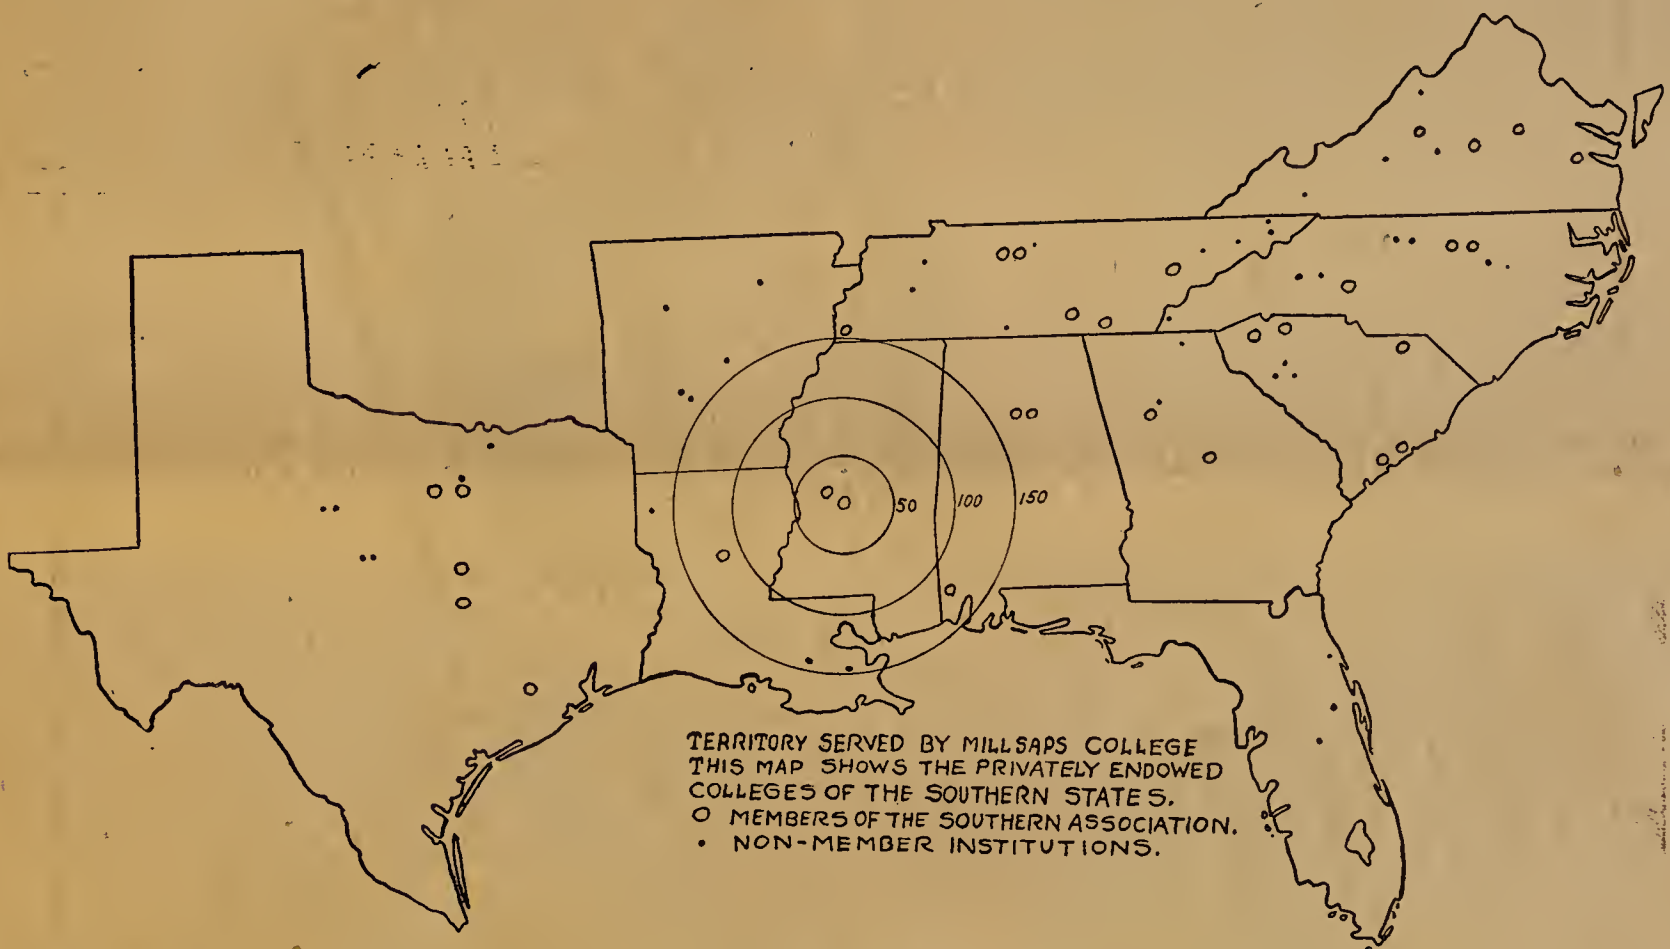 50
100
150
TERRITORY SERVED BY MILLSAPS COLLEGE
THIS MAP SHOWS THE PRIVATELY ENDOWED
COLLEGES OF THE SOUTHERN STATES.
O MEMBERS OF THE SOUTHERN ASSOCIATION.
• NON-MEMBER INSTITUTIONS.